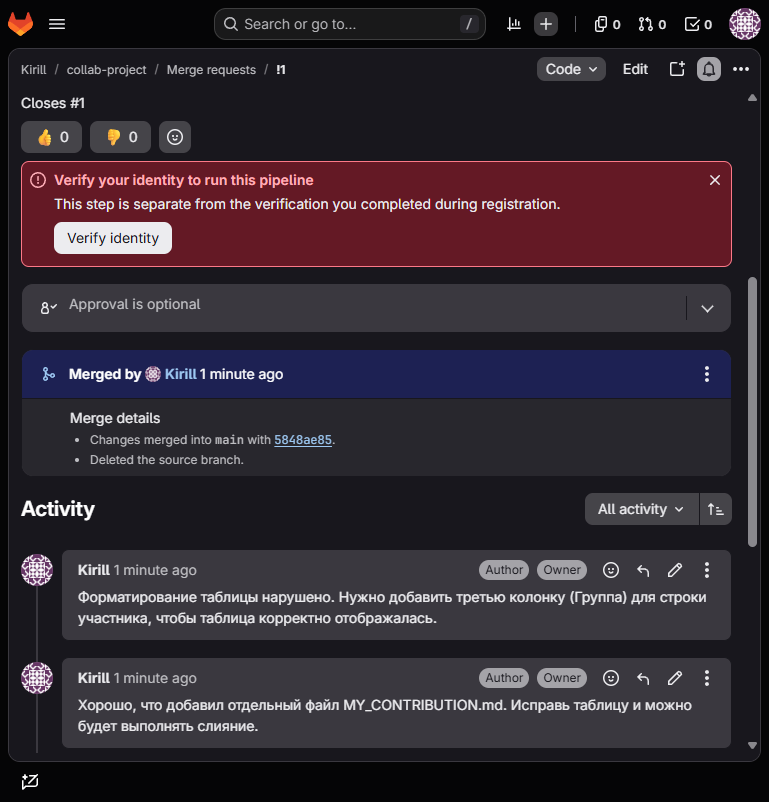 Search or go to... /
0 0 0
Kirill / collab-project / Merge requests / !1
Code Edit
Closes #1
0 0
Verify your identity to run this pipeline
This step is separate from the verification you completed during registration.
Verify identity
Approval is optional
Merged by Kirill 1 minute ago
Merge details
Changes merged into main with 5848ae85.
Deleted the source branch.
Activity
All activity
Kirill 1 minute ago Author Owner
Форматирование таблицы нарушено. Нужно добавить третью колонку (Группа) для строки
участника, чтобы таблица корректно отображалась.
Kirill 1 minute ago Author Owner
Хорошо, что добавил отдельный файл MY_CONTRIBUTION.md. Исправь таблицу и можно
будет выполнять слияние.